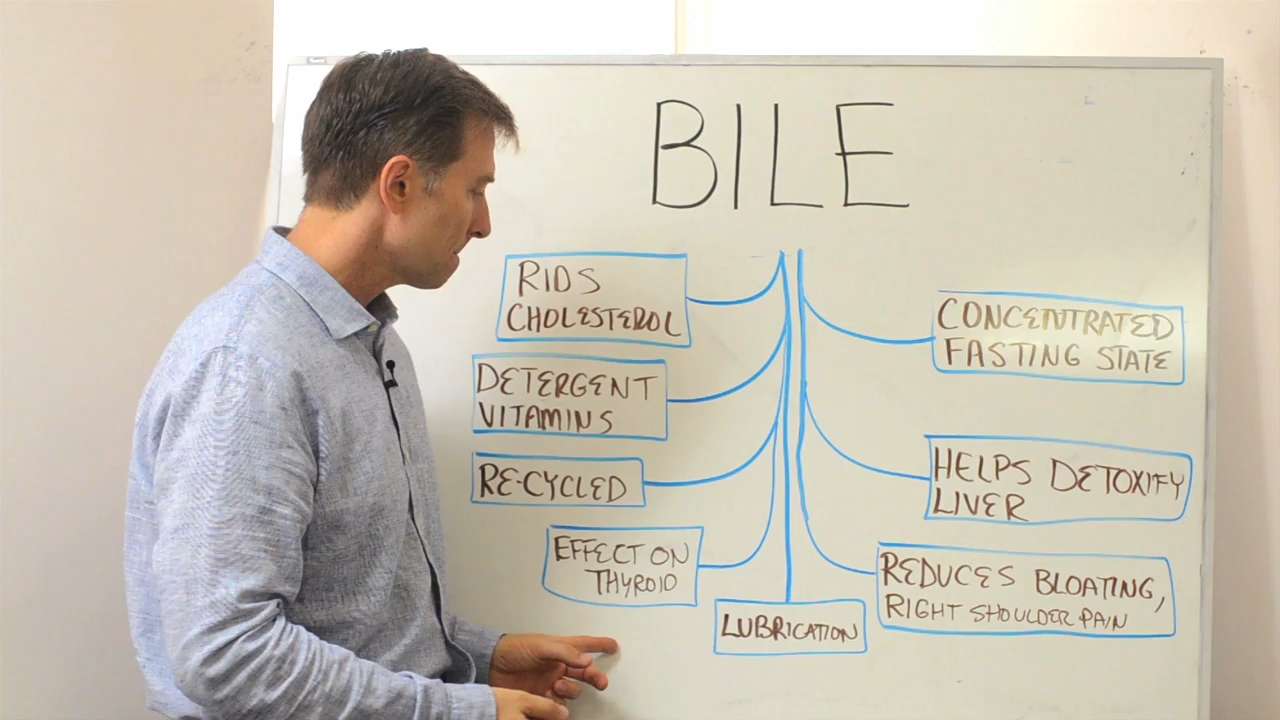 BILE
RIDS
CHOLESTEROL
DETERGENT
VITAMINS
RE-CYCLED
EFFECT ON
THYROID
LUBRICATION
CONCENTRATED
FASTING STATE
HELPS DETOXIFY
LIVER
REDUCES BLOATING,
RIGHT SHOULDER PAIN